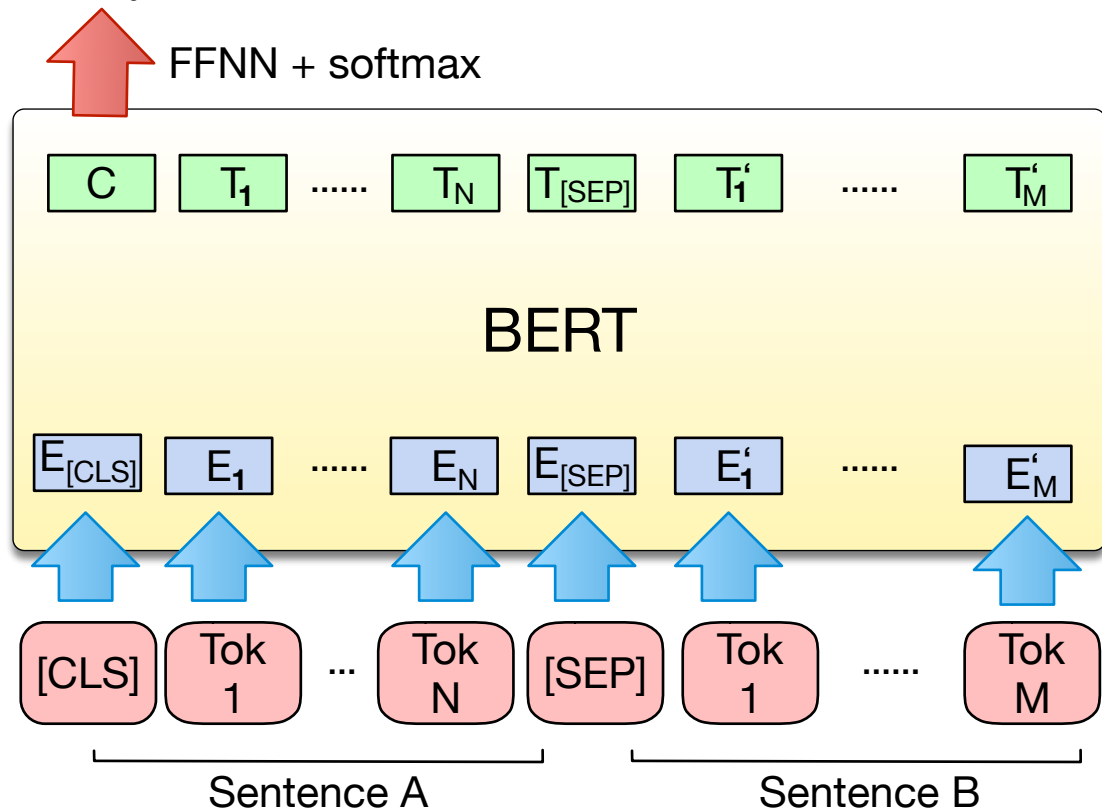 FFNN + softmax
C T1 ...... TN T[SEP] T‘1 ...... T‘M
BERT
E[CLS] E1 ...... EN E[SEP] E‘1 ...... E‘M
[CLS] Tok 1 ... Tok N [SEP] Tok 1 ...... Tok M
Sentence A Sentence B